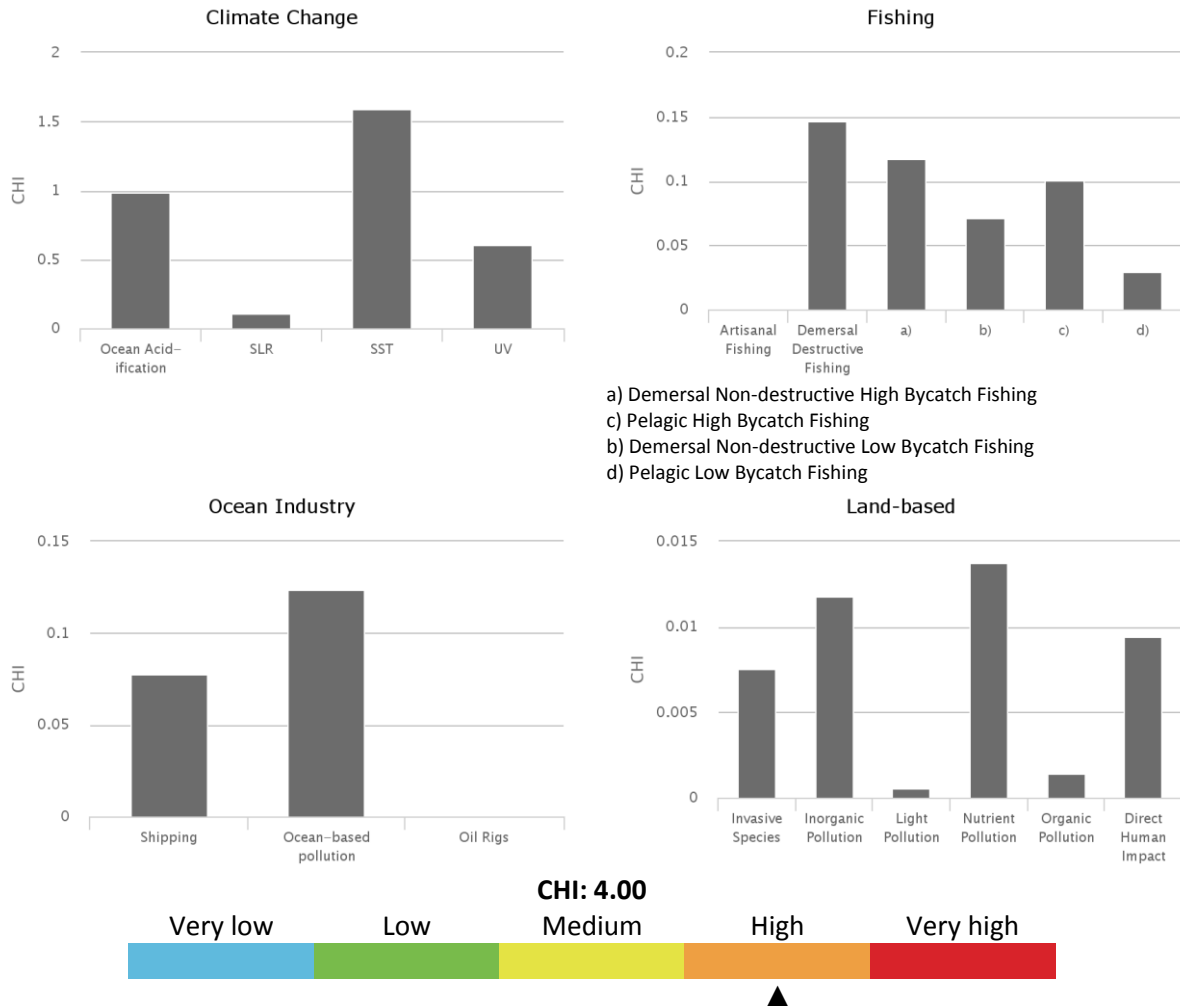 Climate Change
2
1.5
1
0.5
0
CHI
Ocean Acid-
ification
SLR
SST
UV
Fishing
0.2
0.15
0.1
0.05
0
CHI
Artisanal
Fishing
Demersal
Destructive
Fishing
a)
b)
c)
d)
a) Demersal Non-destructive High Bycatch Fishing
c) Pelagic High Bycatch Fishing
b) Demersal Non-destructive Low Bycatch Fishing
d) Pelagic Low Bycatch Fishing
Ocean Industry
0.15
0.1
0.05
0
CHI
Shipping
Ocean-based
pollution
Oil Rigs
Land-based
0.015
0.01
0.005
0
CHI
Invasive
Species
Inorganic
Pollution
Light
Pollution
Nutrient
Pollution
Organic
Pollution
Direct
Human
Impact
CHI: 4.00
Very low
Low
Medium
High
Very high